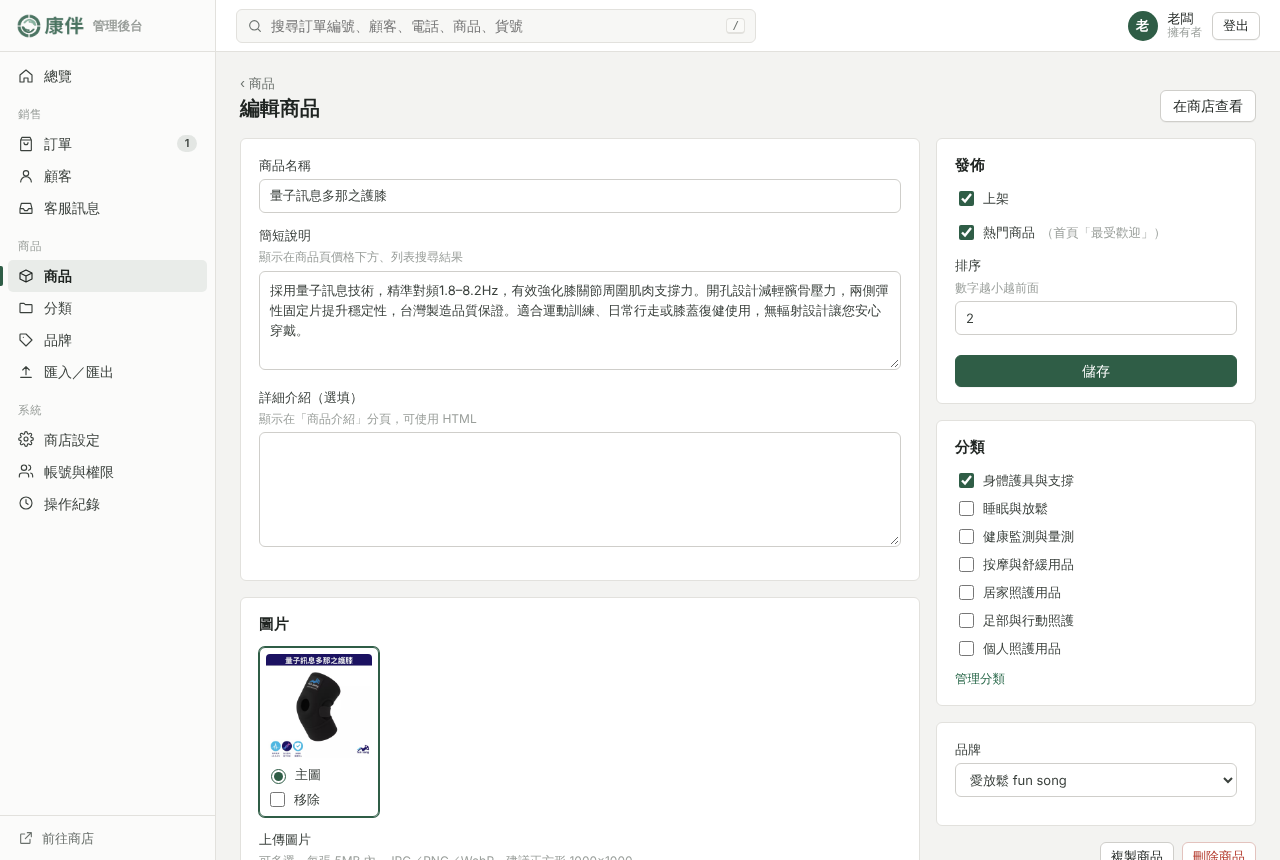 康伴 管理後台
搜尋訂單編號、顧客、電話、商品、貨號 /
老 老闆
擁有者
登出
總覽
銷售
訂單 1
顧客
客服訊息
商品
商品
分類
品牌
匯入／匯出
系統
商店設定
帳號與權限
操作紀錄
前往商店
‹ 商品
編輯商品
在商店查看
商品名稱
量子訊息多那之護膝
簡短說明
顯示在商品頁價格下方、列表搜尋結果
採用量子訊息技術，精準對頻1.8–8.2Hz，有效強化膝關節周圍肌肉支撐力。開孔設計減輕髕骨壓力，兩側彈
性固定片提升穩定性，台灣製造品質保證。適合運動訓練、日常行走或膝蓋復健使用，無輻射設計讓您安心
穿戴。
詳細介紹（選填）
顯示在「商品介紹」分頁，可使用 HTML
圖片
量子訊息多那之護膝
主圖
移除
上傳圖片
可多選，每張 5MB 內，JPG／PNG／WebP，建議正方形 1000×1000
發佈
上架
熱門商品 （首頁「最受歡迎」）
排序
數字越小越前面
2
儲存
分類
身體護具與支撐
睡眠與放鬆
健康監測與量測
按摩與舒緩用品
居家照護用品
足部與行動照護
個人照護用品
管理分類
品牌
愛放鬆 fun song
複製商品
刪除商品